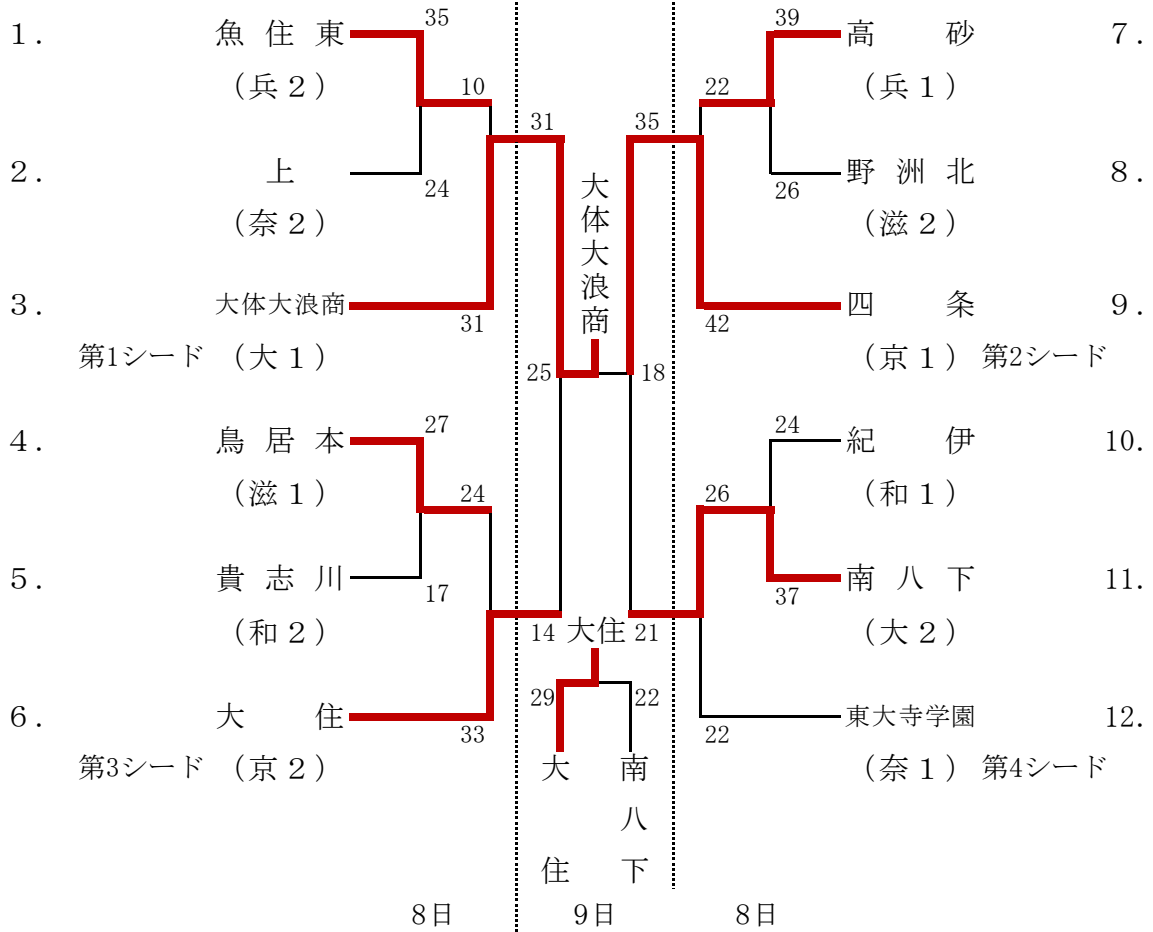 35 39
1. 魚住東 高砂 7.
(兵2) 10 22 (兵1)
31 35
2. 上 24 26 野洲北 8.
(奈2) (滋2)
大体大浪商
3. 大体大浪商 31 42 四条 9.
第1シード (大1) 25 18 (京1) 第2シード
27 24
4. 鳥居本 紀伊 10.
(滋1) 24 26 (和1)
5. 貴志川 17 37 南八下 11.
(和2) 14 大住 21 (大2)
29 22
6. 大住 33 22 東大寺学園 12.
第3シード (京2) 大住 南八下 (奈1) 第4シード
8日 9日 8日